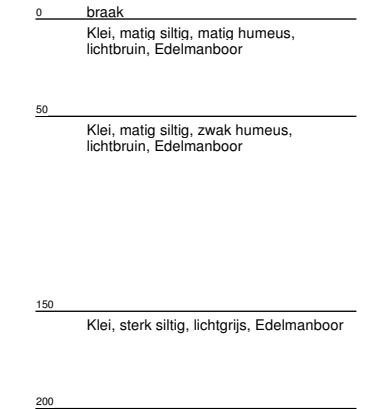 0 braak
Klei, matig siltig, matig humeus,
lichtbruin, Edelmanboor
50
Klei, matig siltig, zwak humeus,
lichtbruin, Edelmanboor
150
Klei, sterk siltig, lichtgrijs, Edelmanboor
200